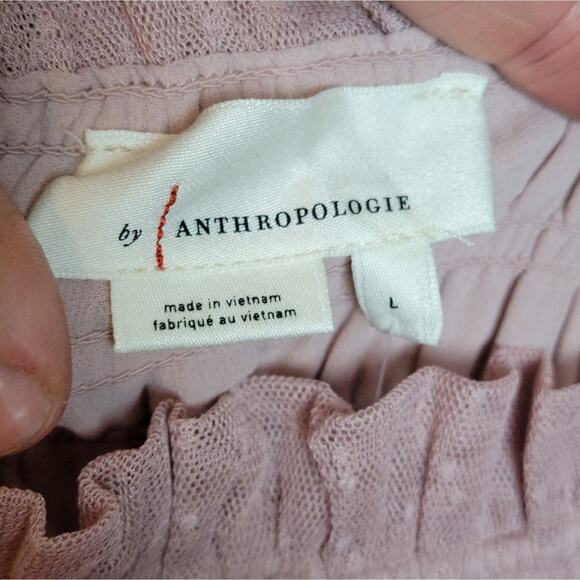 by ANTHROPOLOGIE
made in vietnam
fabriqué au vietnam
L